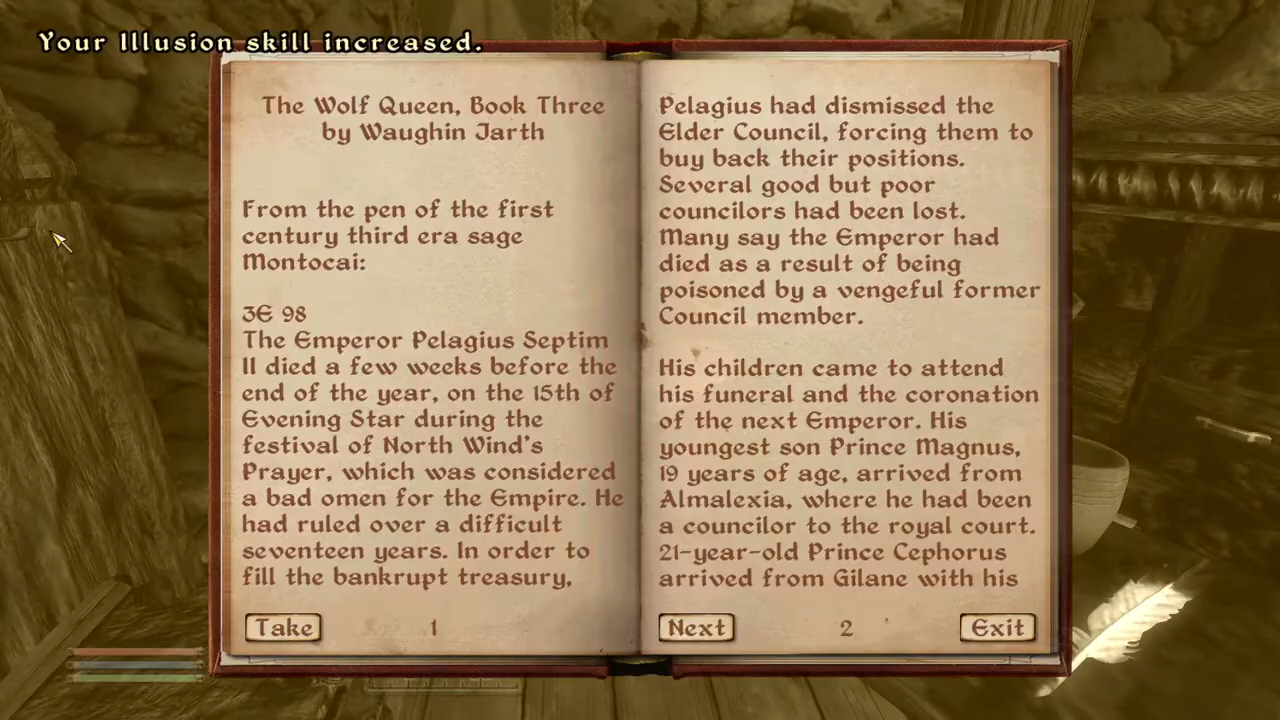 Your Illusion skill increased.
The Wolf Queen, Book Three
by Waughin Jarth
From the pen of the first
century third era sage
Montocai:
3E 98
The Emperor Pelagius Septim
II died a few weeks before the
end of the year, on the 15th of
Evening Star during the
festival of North Wind's
Prayer, which was considered
a bad omen for the Empire. He
had ruled over a difficult
seventeen years. In order to
fill the bankrupt treasury,
Take
1
Pelagius had dismissed the
Elder Council, forcing them to
buy back their positions.
Several good but poor
councilors had been lost.
Many say the Emperor had
died as a result of being
poisoned by a vengeful former
Council member.
His children came to attend
his funeral and the coronation
of the next Emperor. His
youngest son Prince Magnus,
19 years of age, arrived from
Almalexia, where he had been
a councilor to the royal court.
21-year-old Prince Cephorus
arrived from Gilane with his
Next
2
Exit